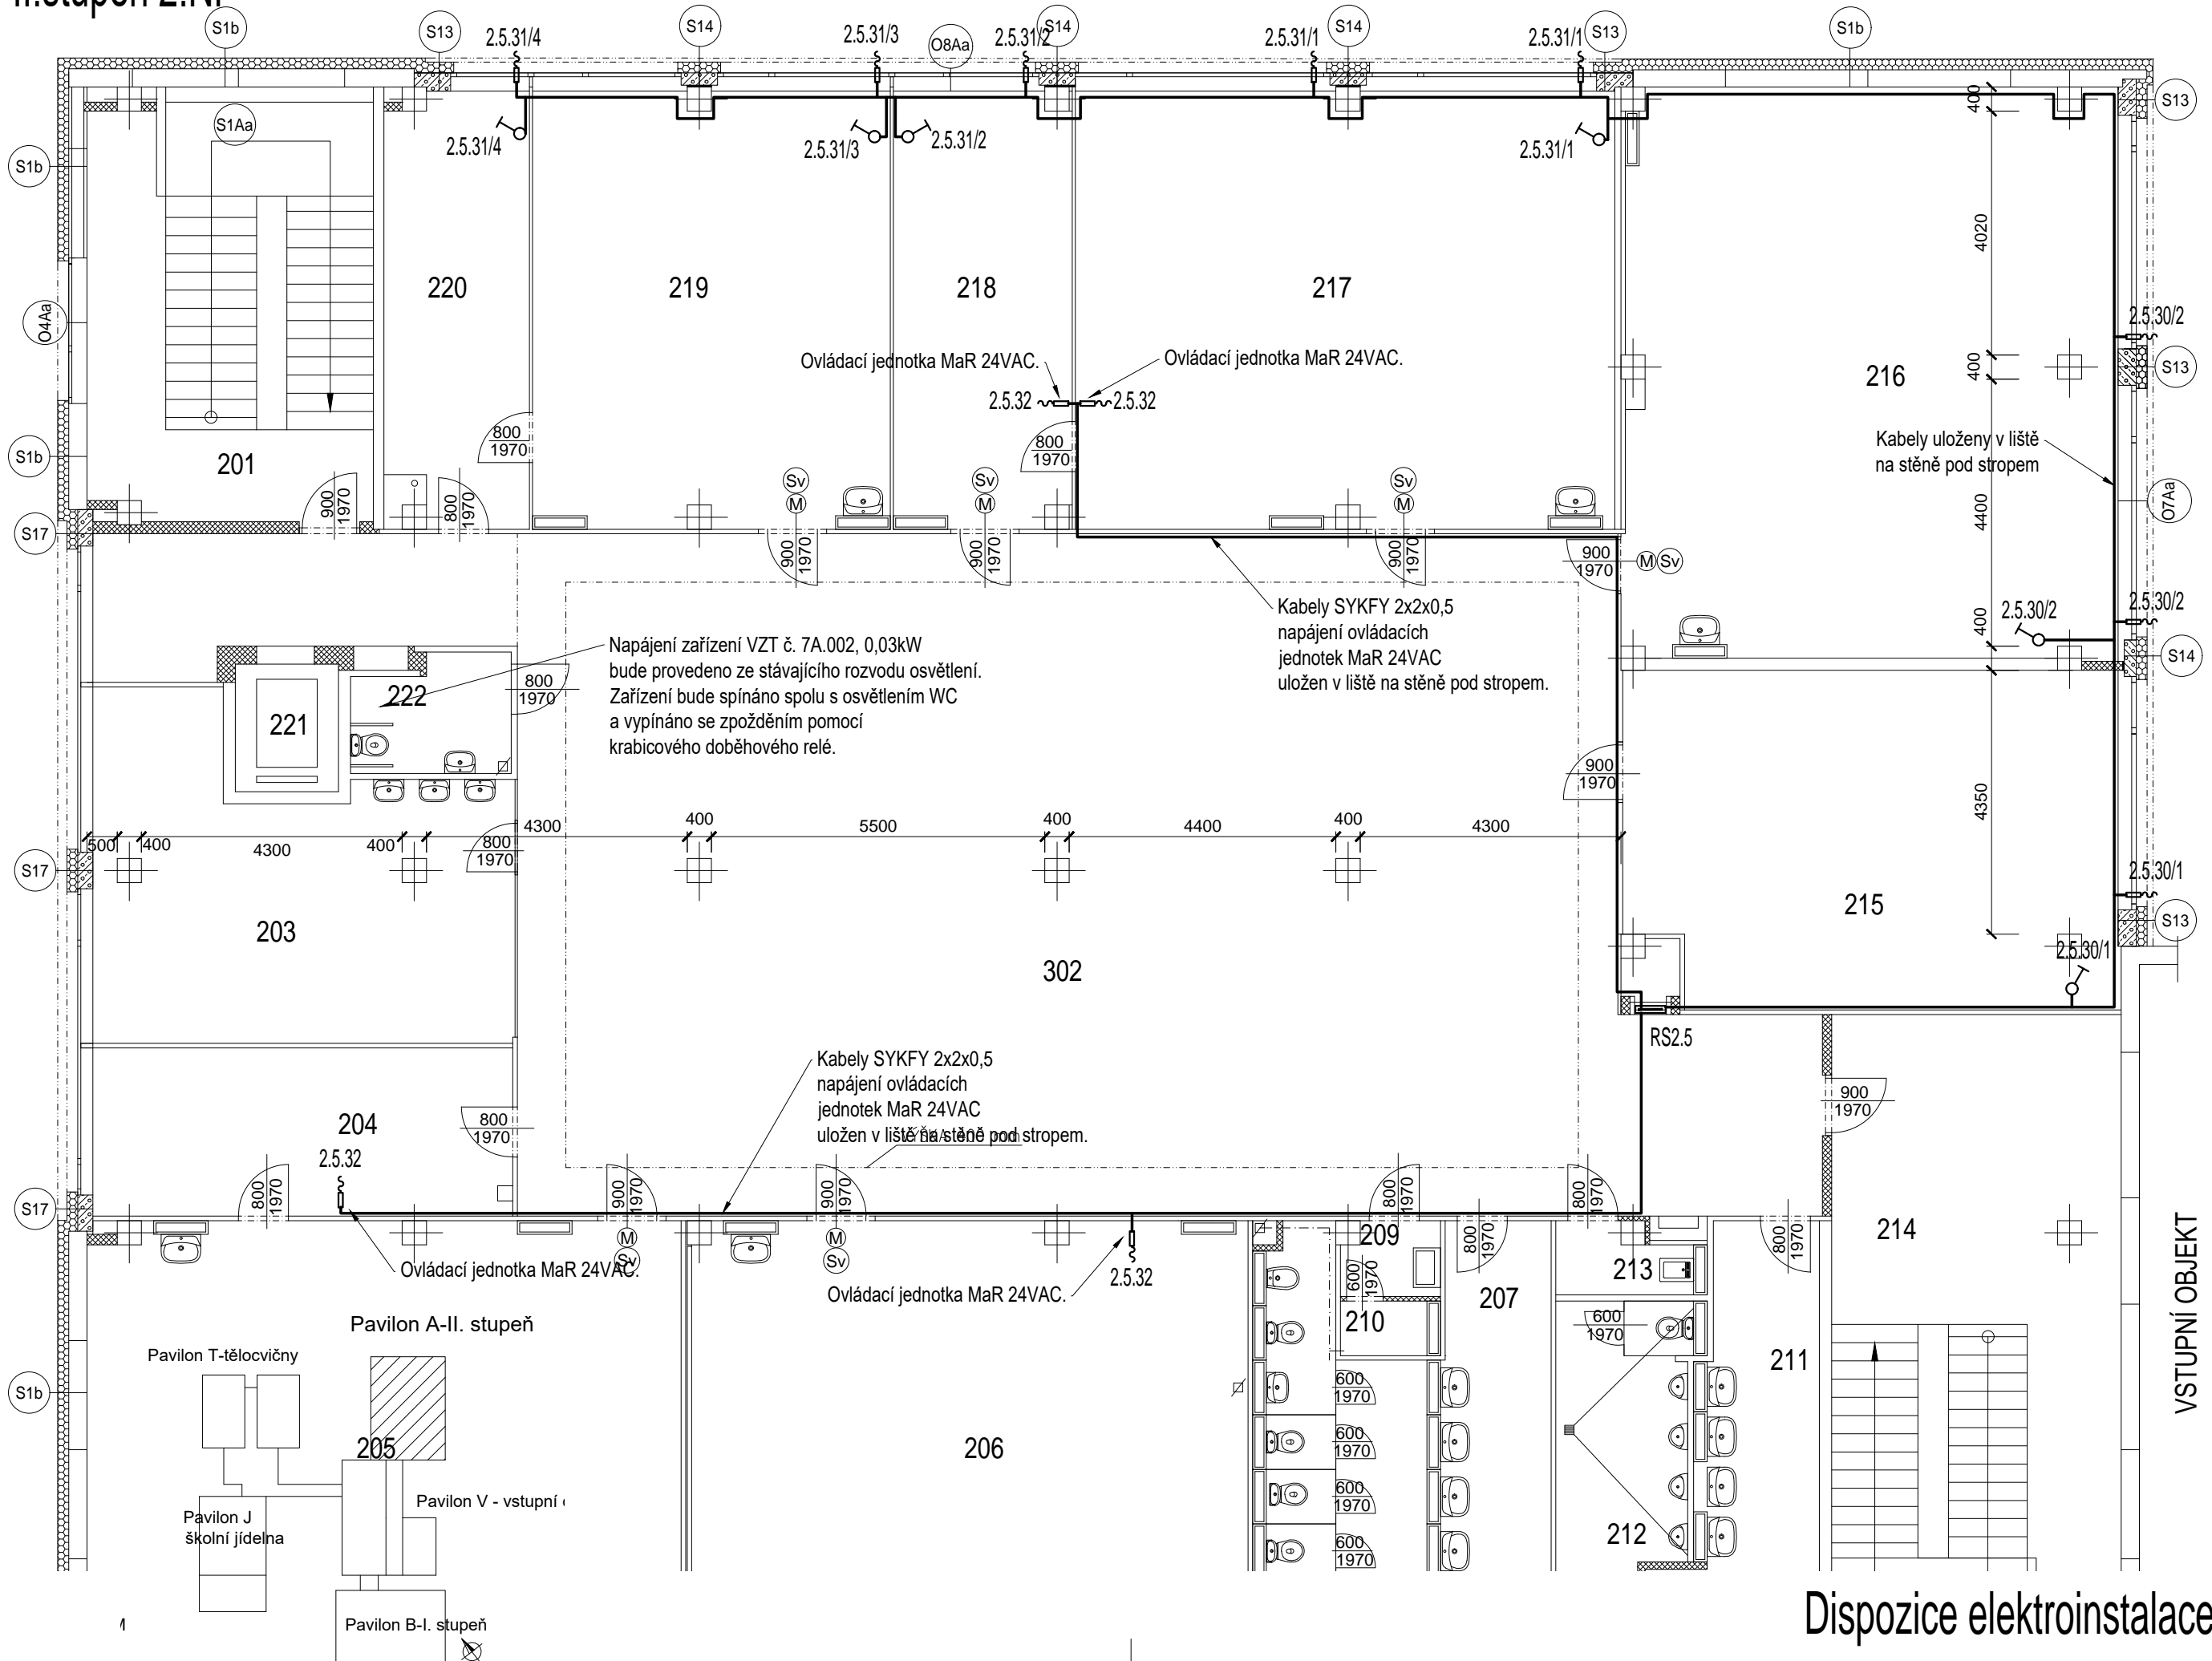 S1b
S13
2.5.31/4
S14
2.5.31/3
O8Aa
2.5.31/2
S14
2.5.31/1
S14
2.5.31/1
S13
S1b
S13
S1Aa
2.5.31/4
2.5.31/3
2.5.31/2
2.5.31/1
400
S1b
4020
220
219
218
217
216
O4Aa
2.5.30/2
S13
400
Ovládací jednotka MaR 24VAC.
Ovládací jednotka MaR 24VAC.
2.5.32
2.5.32
800
1970
800
1970
Kabely uloženy v liště
na stěně pod stropem
201
S1b
Sv
M
Sv
M
Sv
M
900
1970
800
1970
4400
O7Aa
S17
900
1970
900
1970
900
1970
900
1970
M
Sv
2.5.30/2
2.5.30/2
400
S14
Kabely SYKFY 2x2x0,5
napájení ovládacích
jednotek MaR 24VAC
uložen v liště na stěně pod stropem.
Napájení zařízení VZT č. 7A.002, 0,03kW
bude provedeno ze stávajícího rozvodu osvětlení.
Zařízení bude spínáno spolu s osvětlením WC
a vypínáno se zpožděním pomocí
krabicového doběhového relé.
800
1970
222
221
900
1970
4350
500
400
4300
400
800
1970
4300
400
5500
400
4400
400
4300
S17
2.5.30/1
203
215
S13
302
2.5.30/1
RS2.5
Kabely SYKFY 2x2x0,5
napájení ovládacích
jednotek MaR 24VAC
uložen v liště na stěně pod stropem.
204
800
1970
900
1970
2.5.32
S17
800
1970
900
1970
900
1970
800
1970
800
1970
M
Sv
M
Sv
209
800
1970
800
1970
214
Ovládací jednotka MaR 24VAC.
Ovládací jednotka MaR 24VAC.
2.5.32
600
1970
213
207
210
600
1970
211
Pavilon A-II. stupeň
Pavilon T-tělocvičny
S1b
600
1970
600
1970
600
1970
600
1970
205
206
212
Pavilon V - vstupní
Pavilon J
školní jídelna
Pavilon B-I. stupeň
VSTUPNÍ OBJEKT
Dispozice elektroinstalace